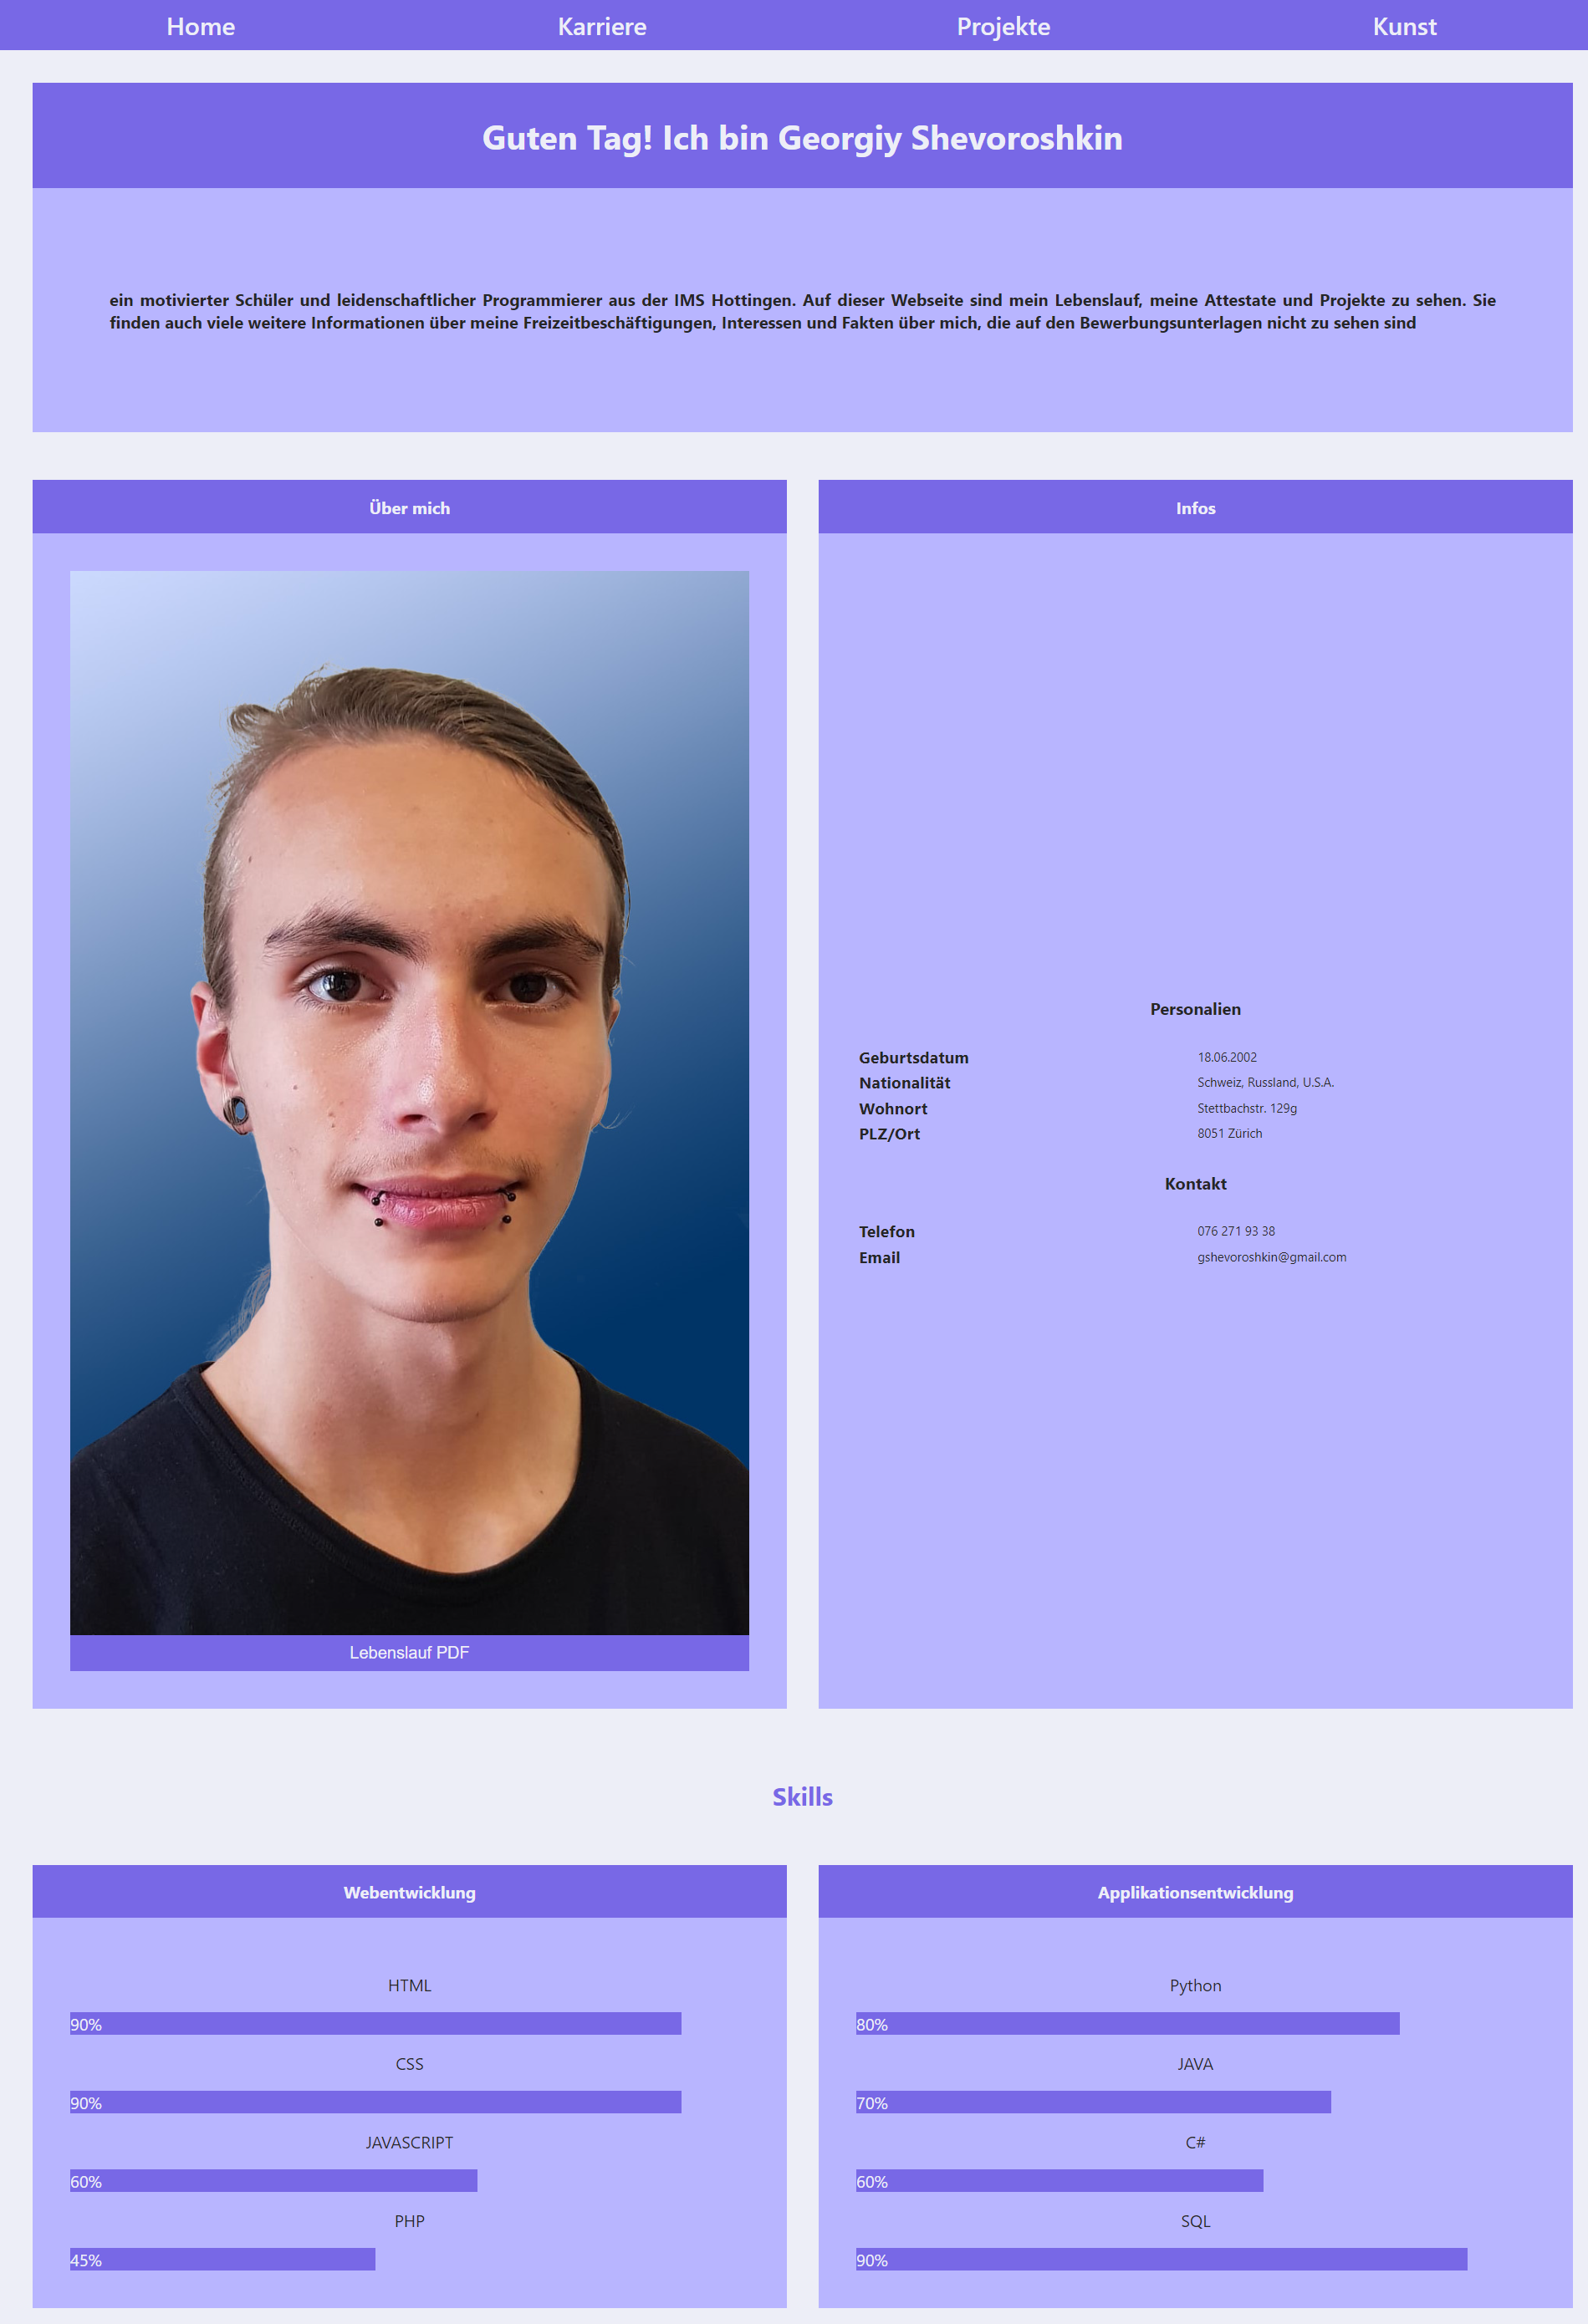 Home Karriere Projekte Kunst
Guten Tag! Ich bin Georgiy Shevoroshkin
ein motivierter Schüler und leidenschaftlicher Programmierer aus der IMS Hottingen. Auf dieser Webseite sind mein Lebenslauf, meine Attestate und Projekte zu sehen. Sie
finden auch viele weitere Informationen über meine Freizeitbeschäftigungen, Interessen und Fakten über mich, die auf den Bewerbungsunterlagen nicht zu sehen sind
Über mich
Lebenslauf PDF
Infos
Personalien
Geburtsdatum 18.06.2002
Nationalität Schweiz, Russland, U.S.A.
Wohnort Stettbachstr. 129g
PLZ/Ort 8051 Zürich
Kontakt
Telefon 076 271 93 38
Email gshevoroshkin@gmail.com
Skills
Webentwicklung
HTML
90%
CSS
90%
JAVASCRIPT
60%
PHP
45%
Applikationsentwicklung
Python
80%
JAVA
70%
C#
60%
SQL
90%